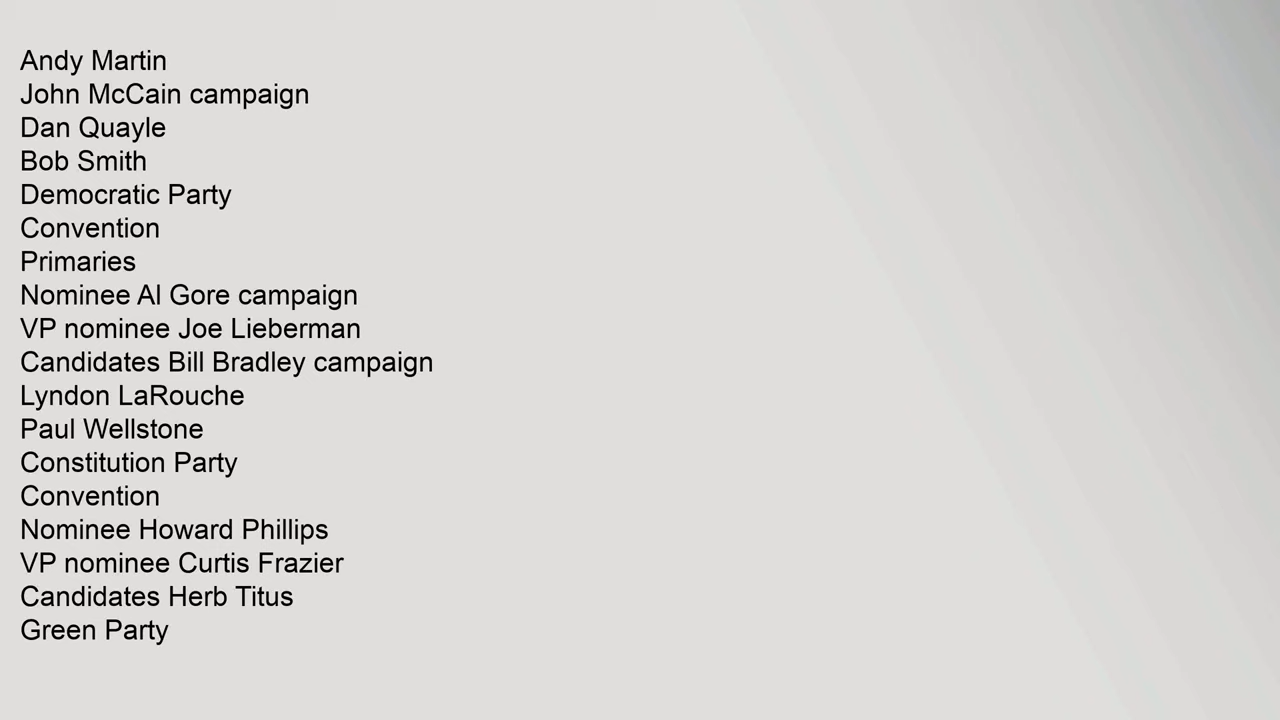 Andy Martin
John McCain campaign
Dan Quayle
Bob Smith
Democratic Party
Convention
Primaries
Nominee Al Gore campaign
VP nominee Joe Lieberman
Candidates Bill Bradley campaign
Lyndon LaRouche
Paul Wellstone
Constitution Party
Convention
Nominee Howard Phillips
VP nominee Curtis Frazier
Candidates Herb Titus
Green Party